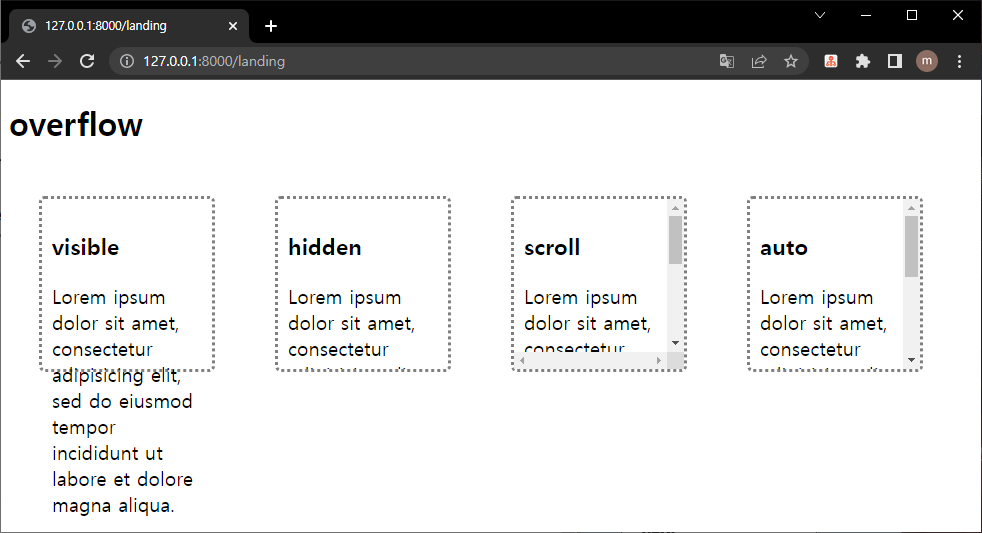 127.0.0.1:8000/landing
127.0.0.1:8000/landing
m
overflow
visible
Lorem ipsum
dolor sit amet,
consectetur
adipisicing elit,
sed do eiusmod
tempor
incididunt ut
labore et dolore
magna aliqua.
hidden
Lorem ipsum
dolor sit amet,
consectetur
scroll
Lorem ipsum
dolor sit amet,
consectetur
auto
Lorem ipsum
dolor sit amet,
consectetur